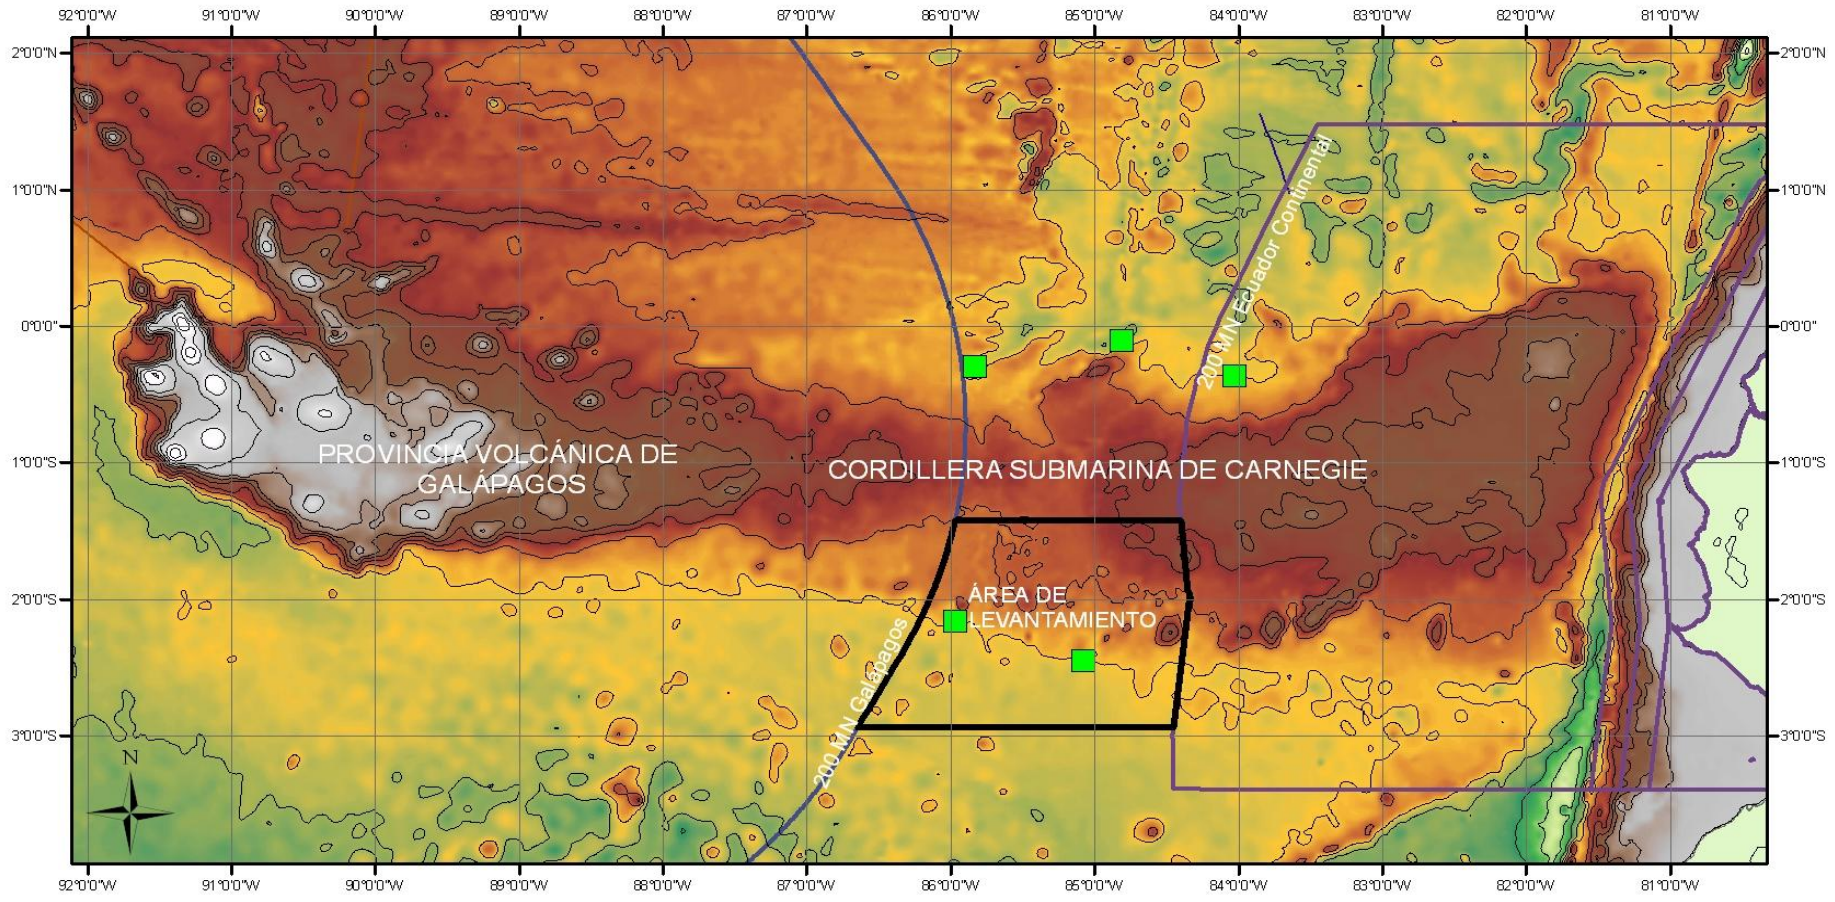 92°0'0"W 91°0'0"W 90°0'0"W 89°0'0"W 88°0'0"W 87°0'0"W 86°0'0"W 85°0'0"W 84°0'0"W 83°0'0"W 82°0'0"W 81°0'0"W
2°0'0"N 2°0'0"N
1°0'0"N 1°0'0"N
200 MN Ecuador Continental
0°0'0" 0°0'0"
PROVINCIA VOLCÁNICA DE
GALÁPAGOS
CORDILLERA SUBMARINA DE CARNEGIE
1°0'0"S 1°0'0"S
ÁREA DE
LEVANTAMIENTO
2°0'0"S 2°0'0"S
200 MN Galápagos
3°0'0"S 3°0'0"S
N
92°0'0"W 91°0'0"W 90°0'0"W 89°0'0"W 88°0'0"W 87°0'0"W 86°0'0"W 85°0'0"W 84°0'0"W 83°0'0"W 82°0'0"W 81°0'0"W